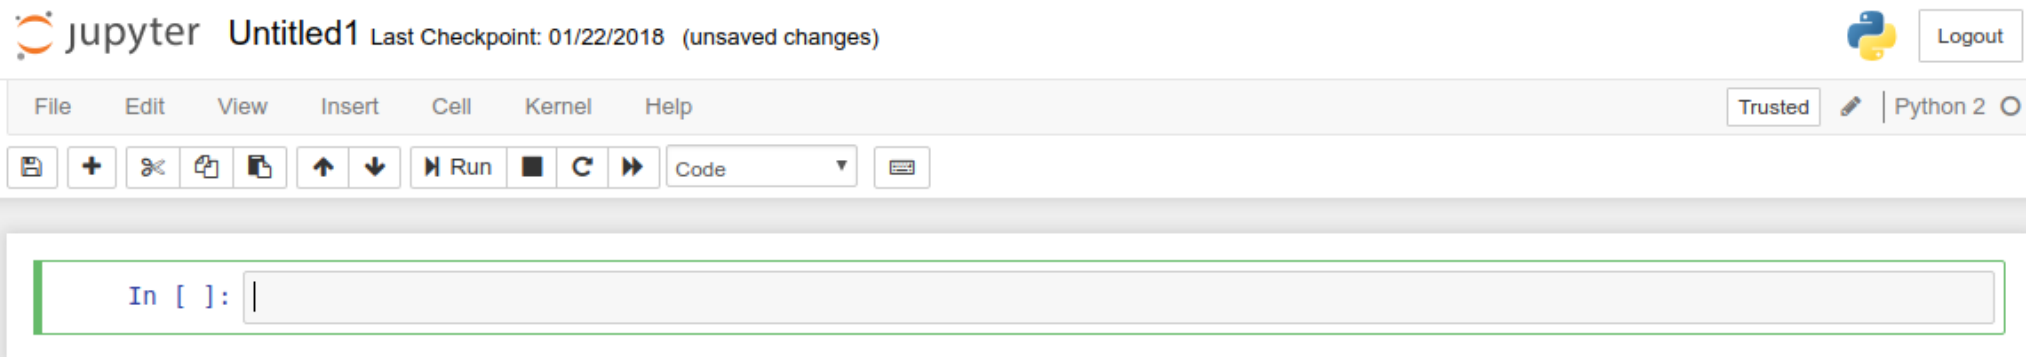 jupyter Untitled1 Last Checkpoint: 01/22/2018 (unsaved changes) Logout
File Edit View Insert Cell Kernel Help Trusted Python 2
Run Code
In [ ]: